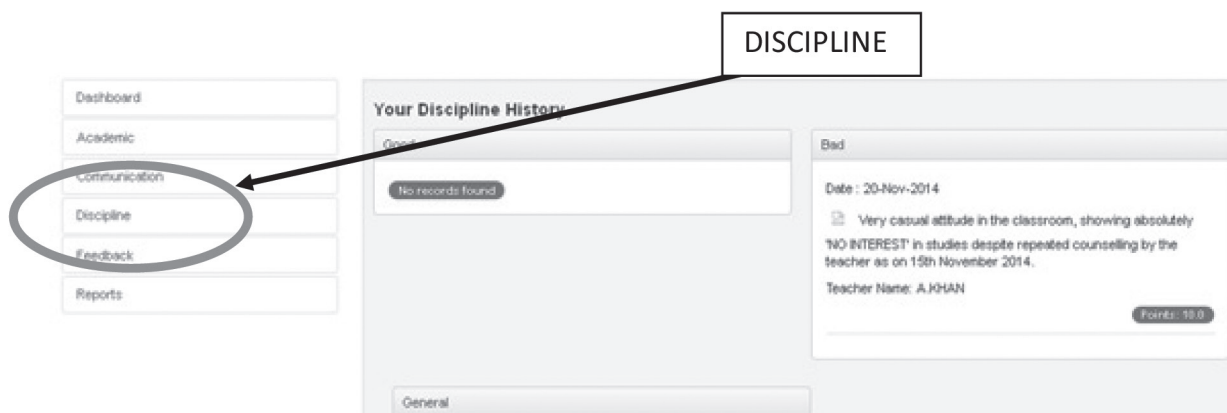 DISCIPLINE
Dashboard
Academic
Communication
Discipline
Feedback
Reports
Your Discipline History
Good
No records found
Bad
Date : 20-Nov-2014
Very casual attitude in the classroom, showing absolutely
'NO INTEREST' in studies despite repeated counselling by the
teacher as on 15th November 2014.
Teacher Name: A.KHAN
Points: 10.0
General